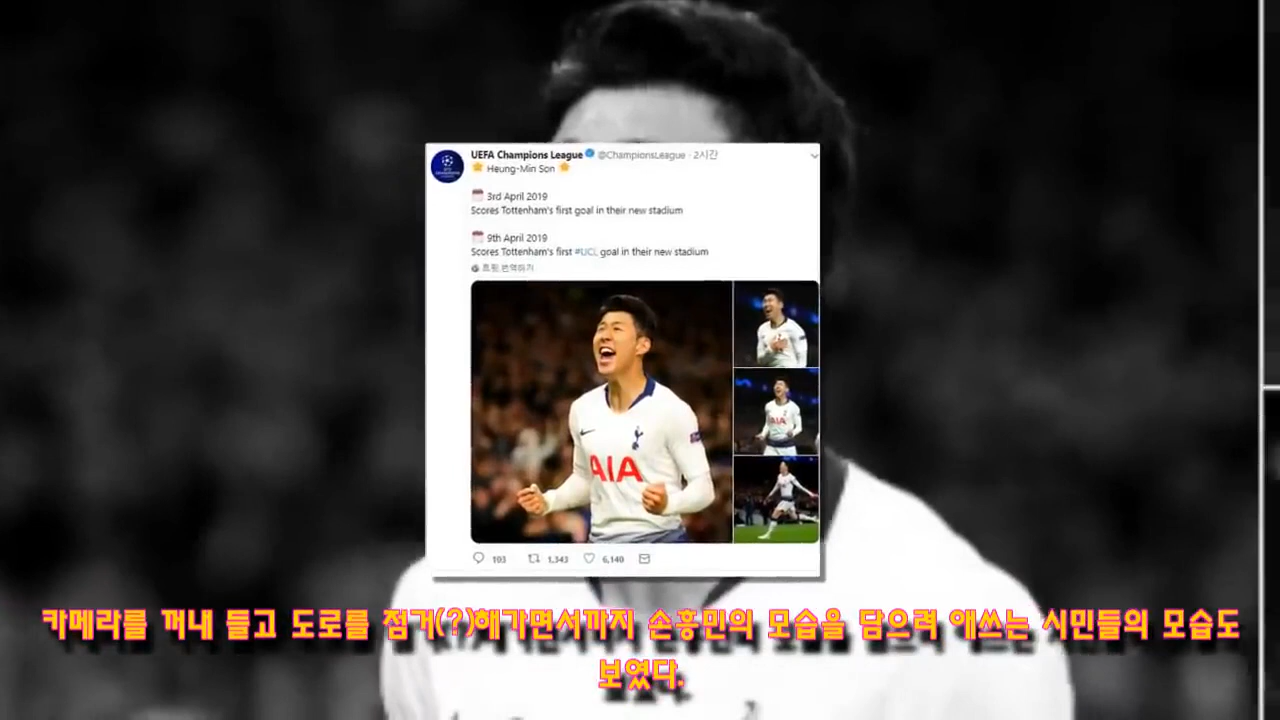 UEFA Champions League @ChampionsLeague · 2시간
Heung-Min Son
3rd April 2019
Scores Tottenham's first goal in their new stadium
9th April 2019
Scores Tottenham's first #UCL goal in their new stadium
트윗 번역하기
AIA
AIA
103 1,343 6,140
카메라를 꺼내 들고 도로를 점거(?)해가면서까지 손흥민의 모습을 담으려 애쓰는 시민들의 모습도
보였다.